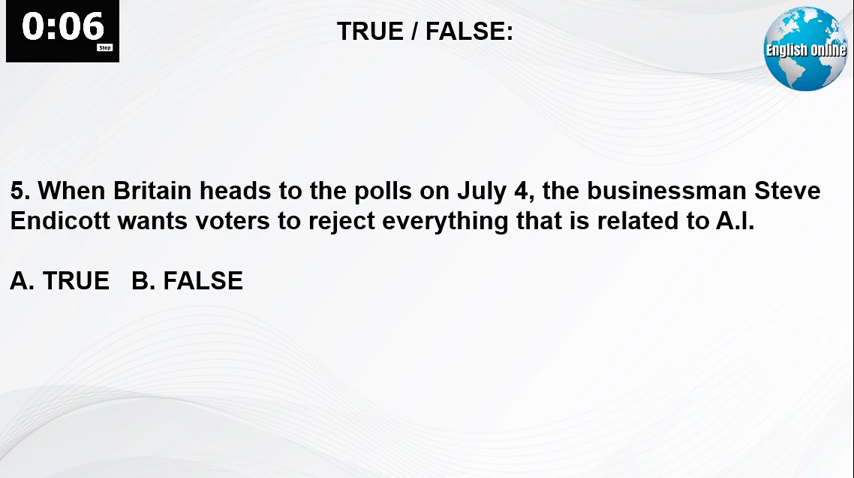 0:06
Stop
TRUE / FALSE:
English Online
5. When Britain heads to the polls on July 4, the businessman Steve
Endicott wants voters to reject everything that is related to A.I.
A. TRUE B. FALSE